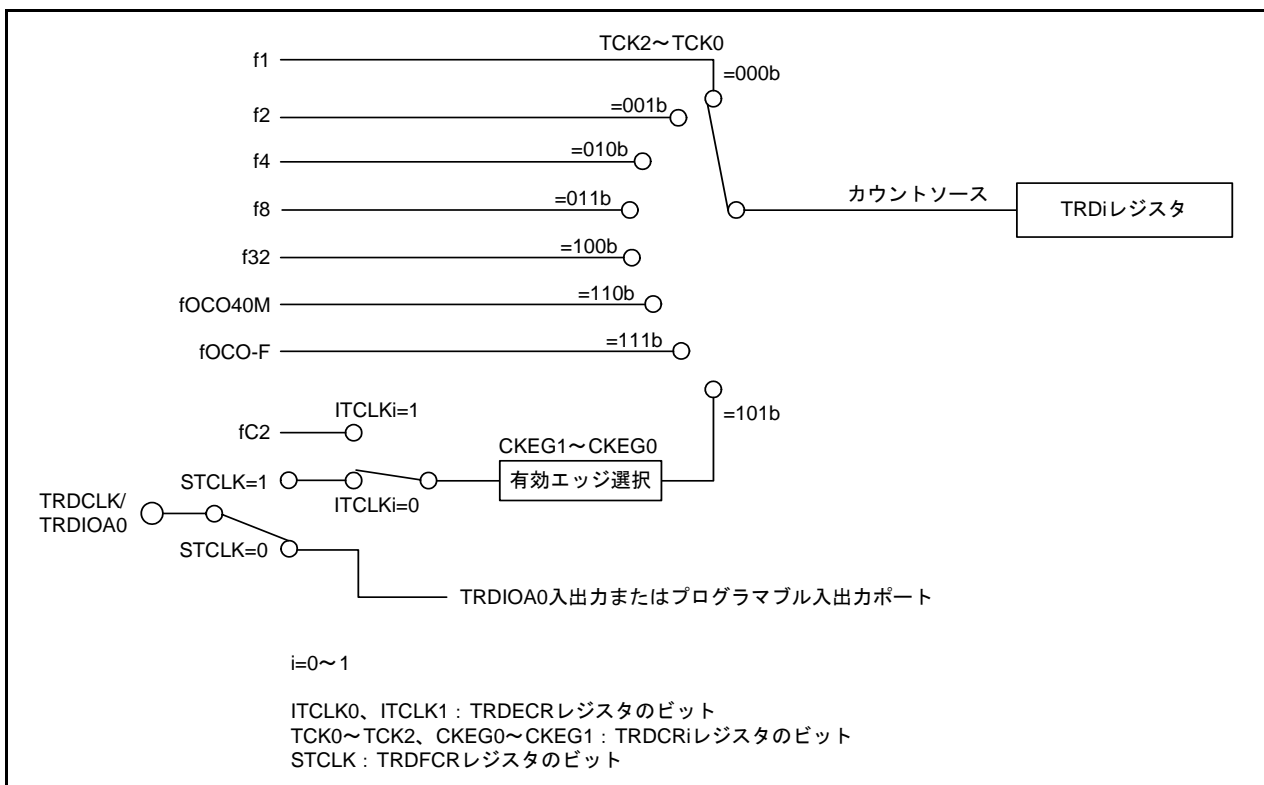 TCK2～TCK0
f1
=000b
f2
=001b
f4
=010b
f8
=011b
カウントソース
TRDiレジスタ
f32
=100b
fOCO40M
=110b
fOCO-F
=111b
ITCLKi=1
=101b
fC2
CKEG1～CKEG0
STCLK=1
有効エッジ選択
ITCLKi=0
TRDCLK/
TRDIOA0
STCLK=0
TRDIOA0入出力またはプログラマブル入出力ポート
i=0～1
ITCLK0、ITCLK1：TRDECRレジスタのビット
TCK0～TCK2、CKEG0～CKEG1：TRDCRiレジスタのビット
STCLK：TRDFCRレジスタのビット